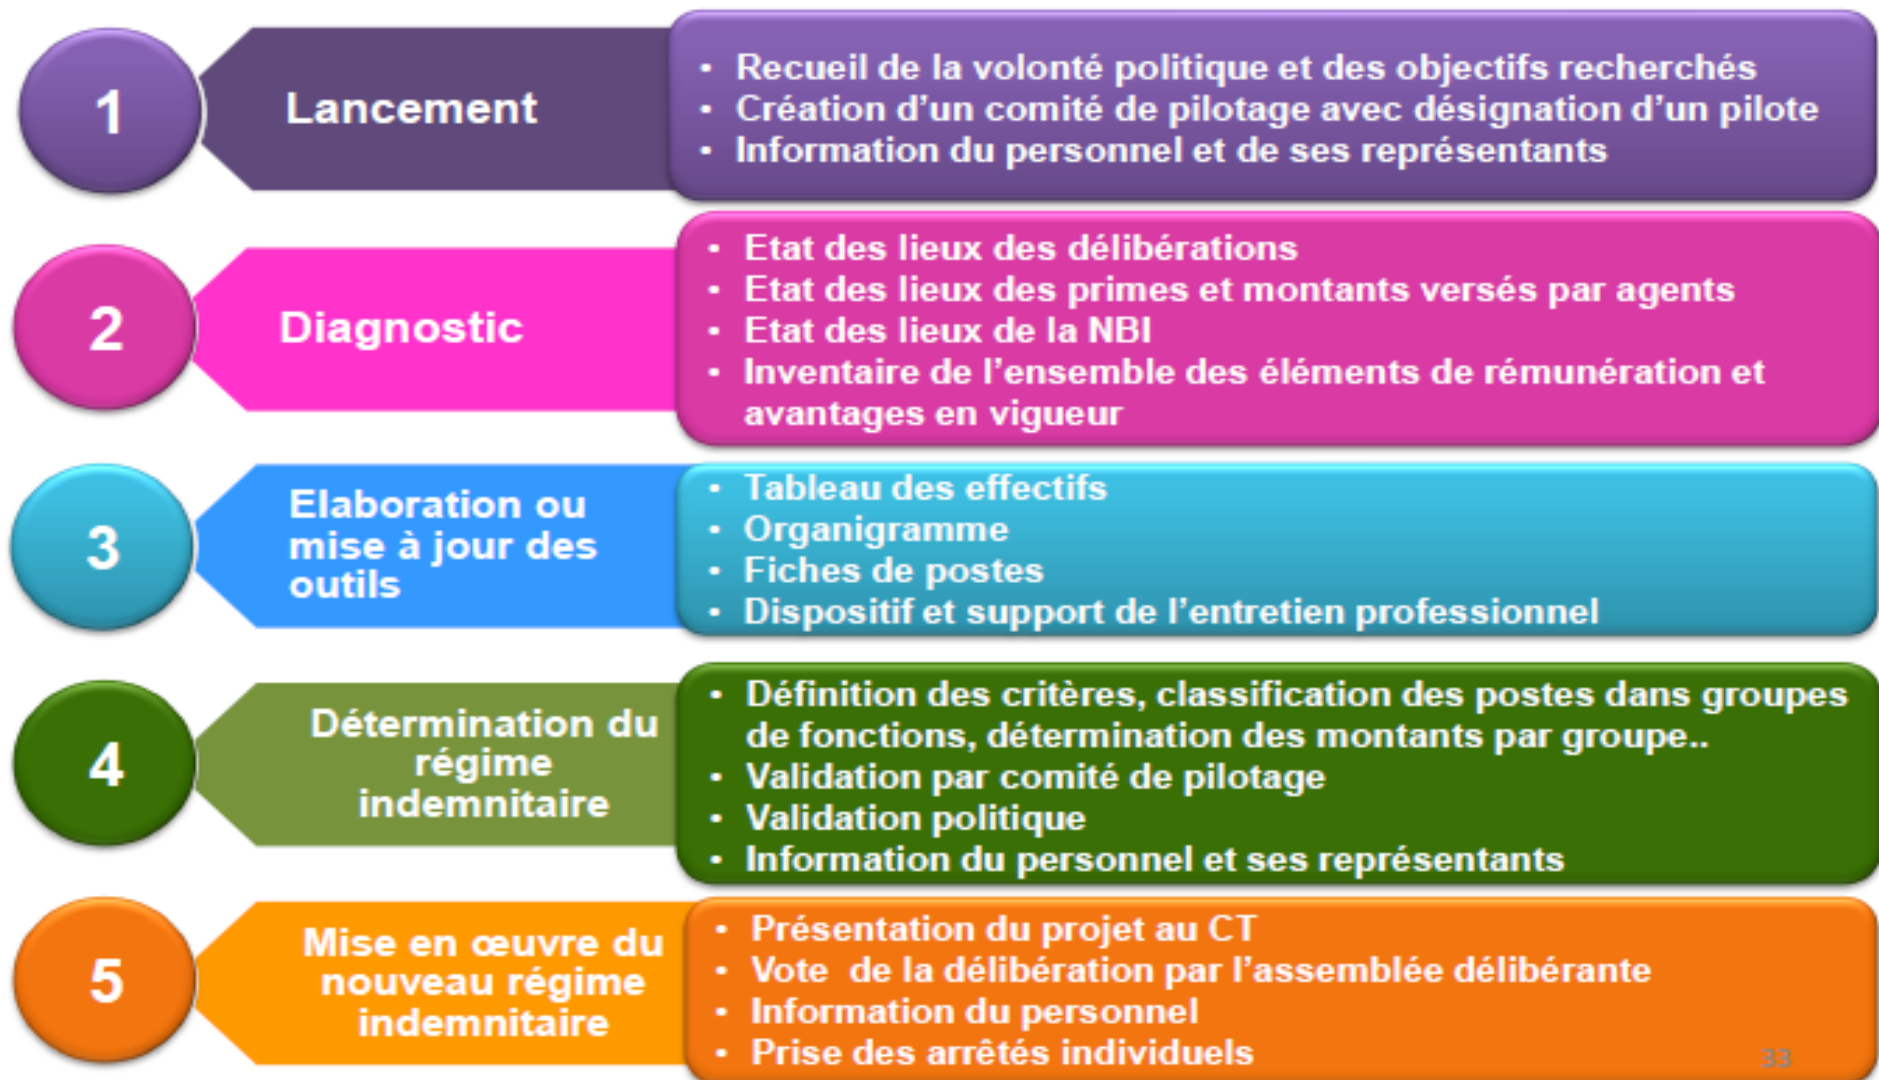 1
Lancement
• Recueil de la volonté politique et des objectifs recherchés
• Création d’un comité de pilotage avec désignation d’un pilote
• Information du personnel et de ses représentants
2
Diagnostic
• Etat des lieux des délibérations
• Etat des lieux des primes et montants versés par agents
• Etat des lieux de la NBI
• Inventaire de l’ensemble des éléments de rémunération et
avantages en vigueur
3
Elaboration ou
mise à jour des
outils
• Tableau des effectifs
• Organigramme
• Fiches de postes
• Dispositif et support de l’entretien professionnel
4
Détermination du
régime
indemnitaire
• Définition des critères, classification des postes dans groupes
de fonctions, détermination des montants par groupe..
• Validation par comité de pilotage
• Validation politique
• Information du personnel et ses représentants
5
Mise en œuvre du
nouveau régime
indemnitaire
• Présentation du projet au CT
• Vote de la délibération par l’assemblée délibérante
• Information du personnel
• Prise des arrêtés individuels
33